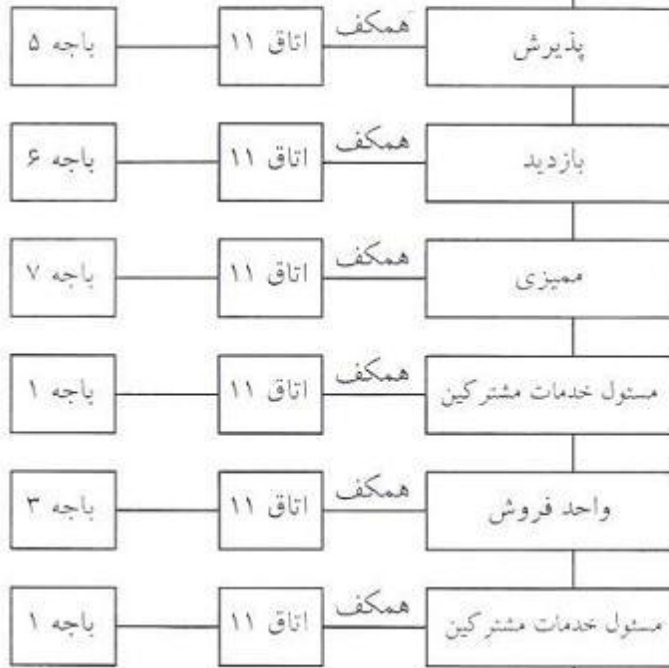 پذیرش همکف اتاق ۱۱ باجه ۵
بازدید همکف اتاق ۱۱ باجه ۶
ممیزی همکف اتاق ۱۱ باجه ۷
مسئول خدمات مشترکین همکف اتاق ۱۱ باجه ۱
واحد فروش همکف اتاق ۱۱ باجه ۳
مسئول خدمات مشترکین همکف اتاق ۱۱ باجه ۱